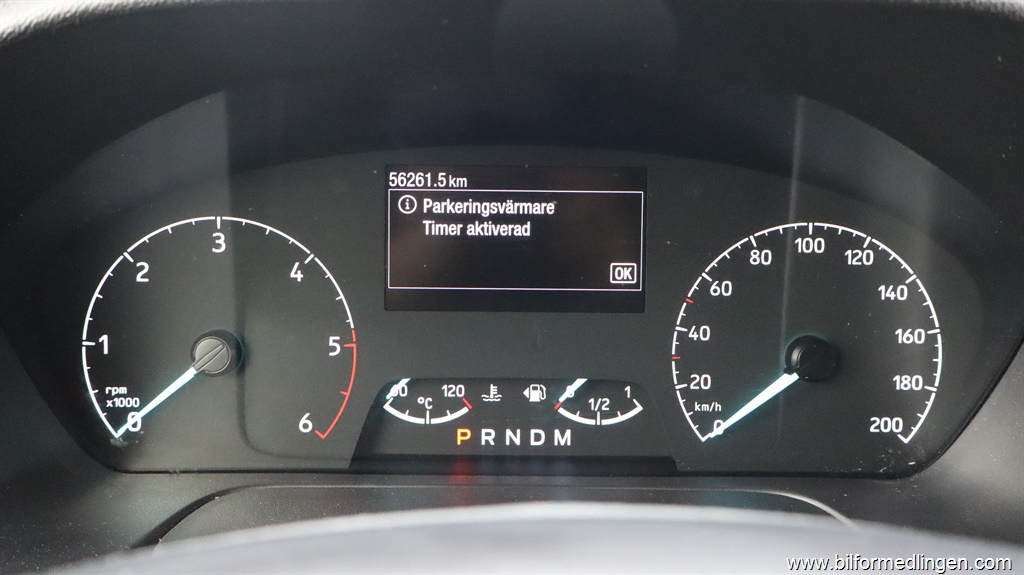 56261.5 km
Parkeringsvärmare
Timer aktiverad
OK
0 1 2 3 4 5 6
rpm
x1000
60 120
°C
0 1/2 1
P R N D M
0 20 40 60 80 100 120 140 160 180 200
km/h
www.bilformedlingen.com